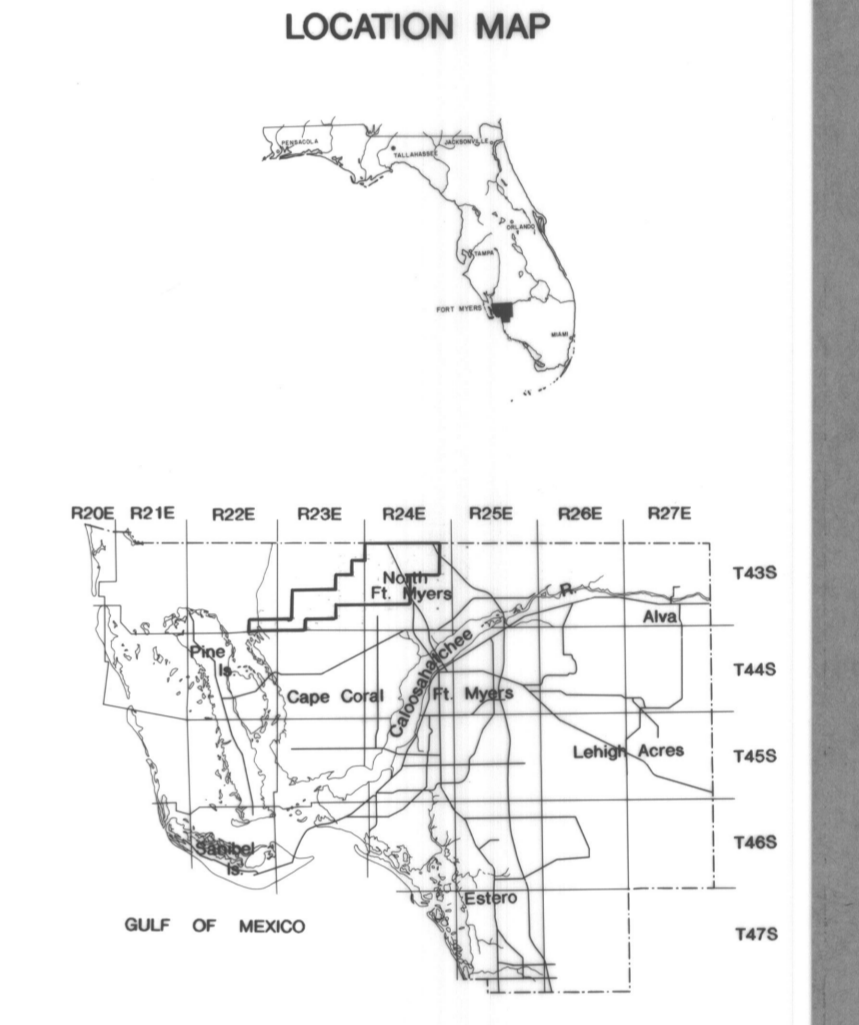 LOCATION MAP
PENSACOLA
TALLAHASSEE
JACKSONVILLE
ORLANDO
TAMPA
FORT MYERS
MIAMI
R20E R21E R22E R23E R24E R25E R26E R27E
T43S
North
Ft. Myers
R.
Alva
Caloosahatchee
T44S
Pine
Is.
Cape Coral
Ft. Myers
Lehigh Acres
T45S
T46S
Sanibel
Is.
Estero
GULF OF MEXICO
T47S